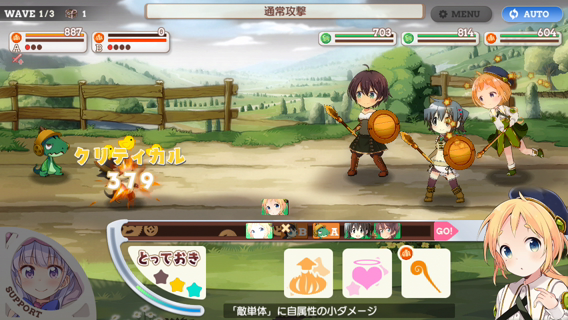 WAVE 1/3 1
通常攻撃
MENU
AUTO
887
0
703
814
604
A
B
クリティカル
379
B
A
GO!
とっておき
SUPPORT
「敵単体」に自属性の小ダメージ